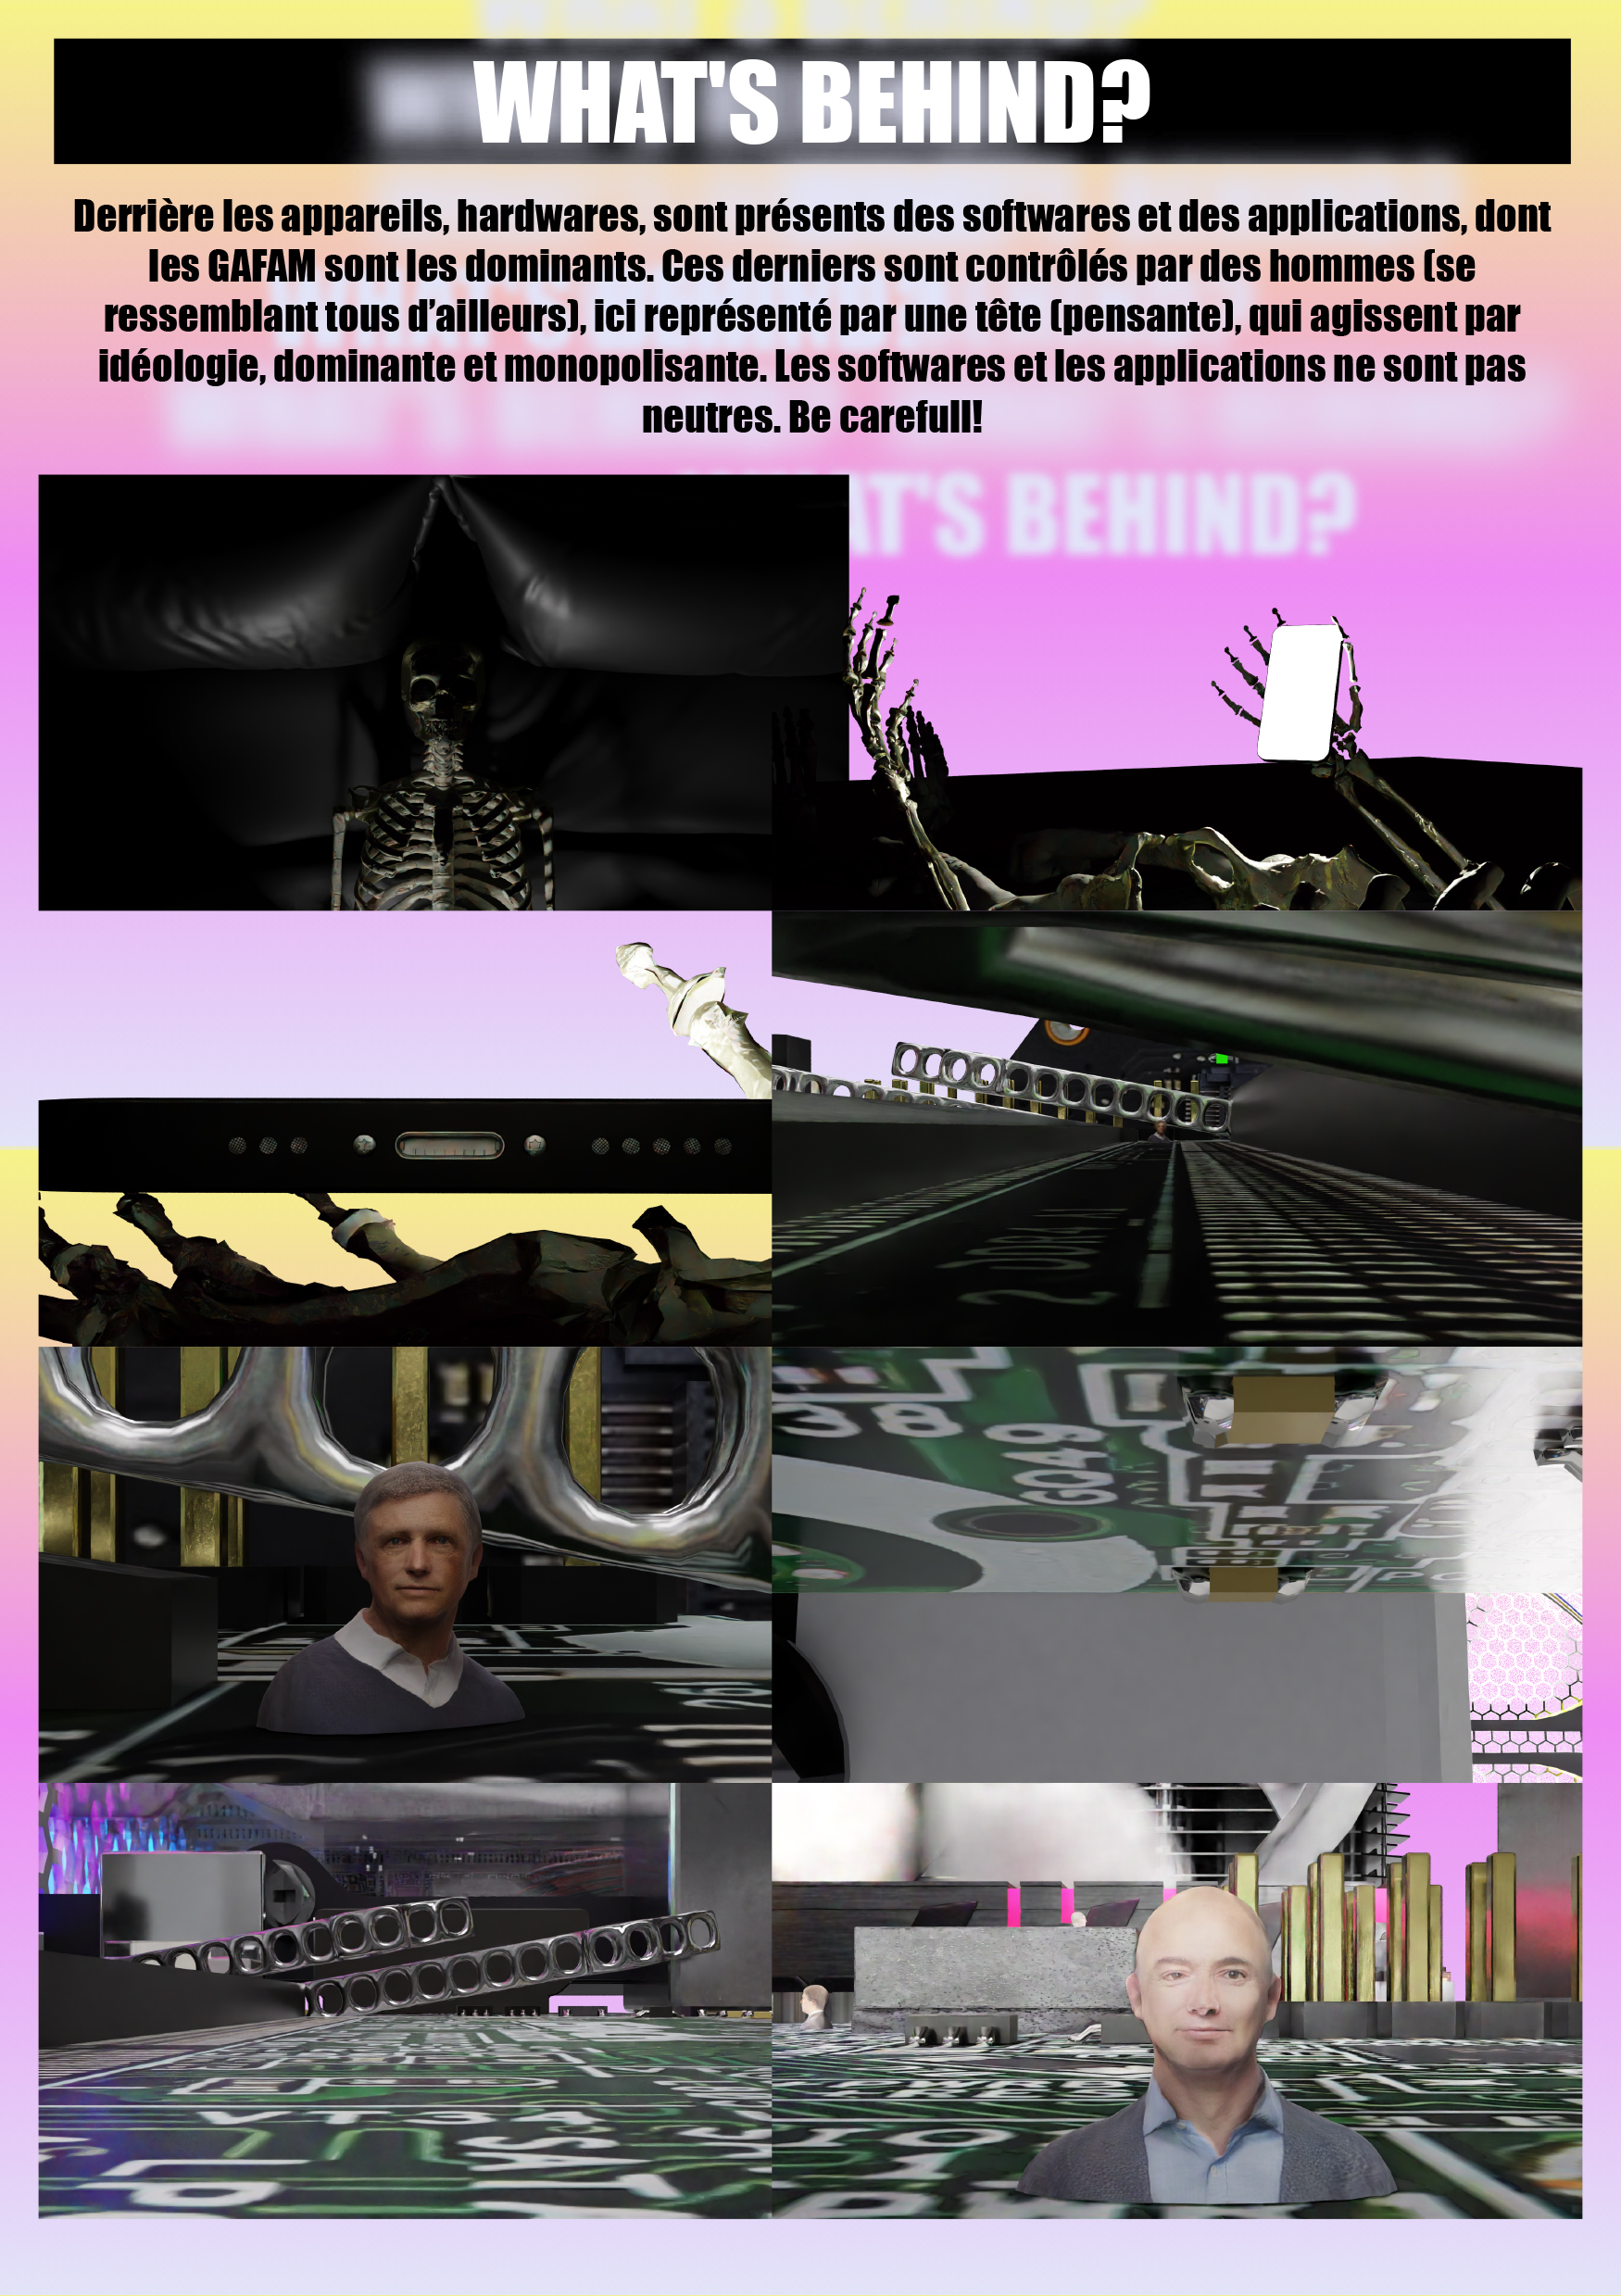 WHAT'S BEHIND?
Derrière les appareils, hardwares, sont présents des softwares et des applications, dont
les GAFAM sont les dominants. Ces derniers sont contrôlés par des hommes (se
ressemblant tous d’ailleurs), ici représenté par une tête (pensante), qui agissent par
idéologie, dominante et monopolisante. Les softwares et les applications ne sont pas
neutres. Be carefull!
AT'S BEHIND?
38
GQ49